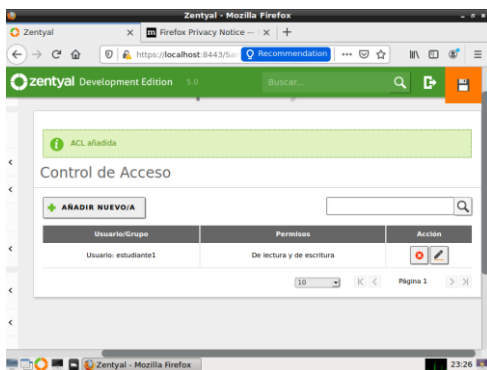 Zentyal - Mozilla Firefox
Zentyal
Firefox Privacy Notice —
https://localhost:8443/Sa
Recommendation
zentyal Development Edition 5.0
Buscar...
ACL añadida
Control de Acceso
AÑADIR NUEVO/A
Usuario/Grupo Permisos Acción
Usuario: estudiante1 De lectura y de escritura
10 Página 1
Zentyal - Mozilla Firefox
23:26